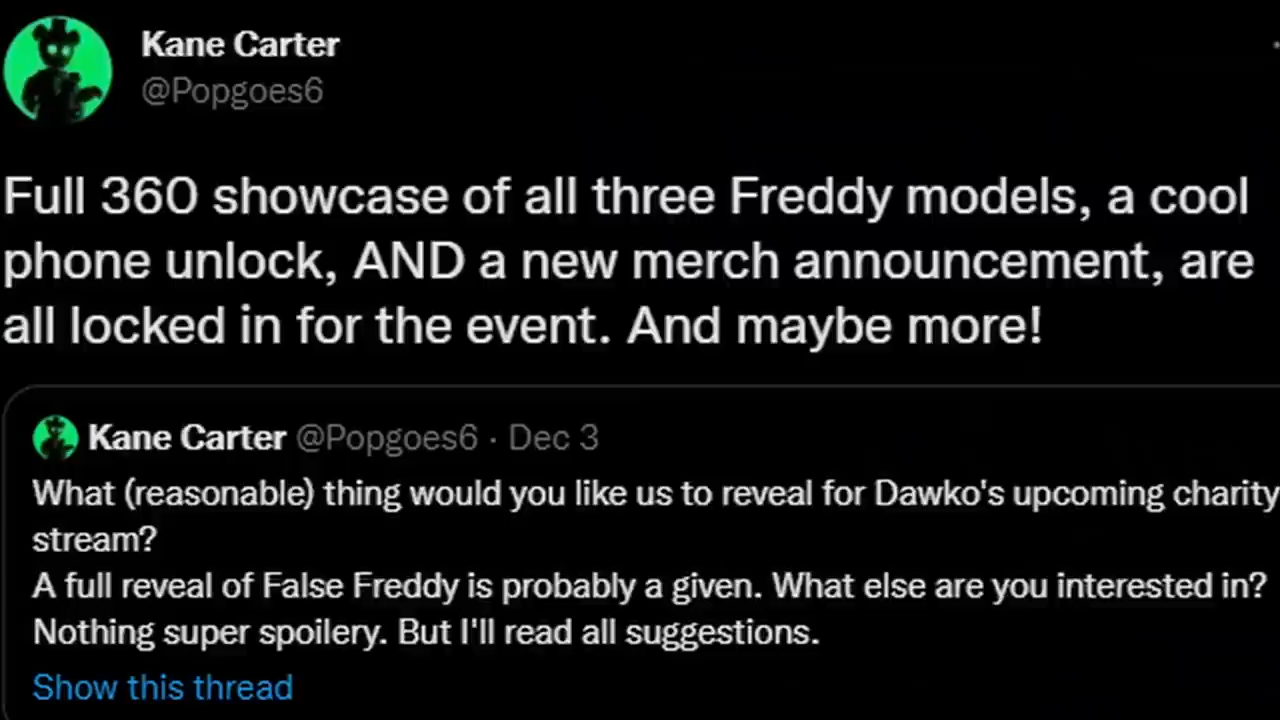 Kane Carter
@Popgoes6
Full 360 showcase of all three Freddy models, a cool
phone unlock, AND a new merch announcement, are
all locked in for the event. And maybe more!
Kane Carter @Popgoes6 · Dec 3
What (reasonable) thing would you like us to reveal for Dawko's upcoming charity
stream?
A full reveal of False Freddy is probably a given. What else are you interested in?
Nothing super spoilery. But I'll read all suggestions.
Show this thread